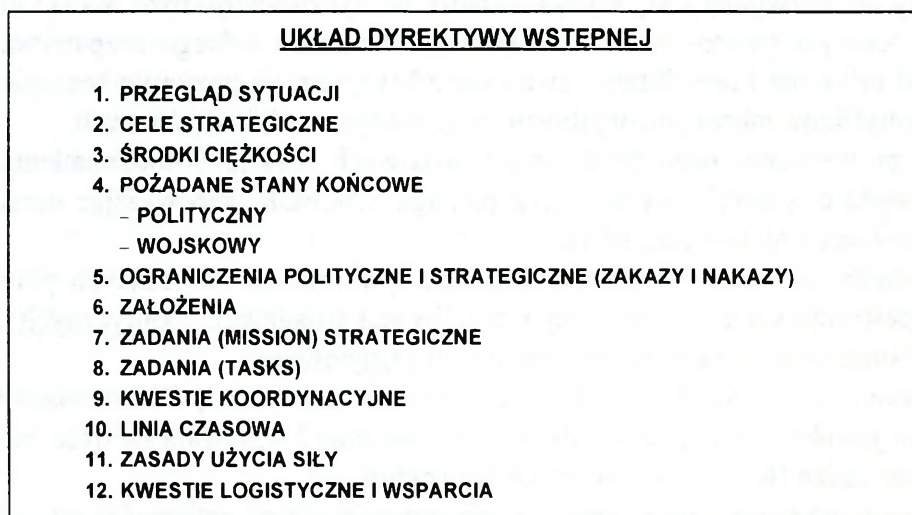 UKŁAD DYREKTYWY WSTĘPNEJ
1. PRZEGLĄD SYTUACJI
2. CELE STRATEGICZNE
3. ŚRODKI CIĘŻKOŚCI
4. POŻĄDANE STANY KOŃCOWE
– POLITYCZNY
– WOJSKOWY
5. OGRANICZENIA POLITYCZNE I STRATEGICZNE (ZAKAZY I NAKAZY)
6. ZAŁOŻENIA
7. ZADANIA (MISSION) STRATEGICZNE
8. ZADANIA (TASKS)
9. KWESTIE KOORDYNACYJNE
10. LINIA CZASOWA
11. ZASADY UŻYCIA SIŁY
12. KWESTIE LOGISTYCZNE I WSPARCIA